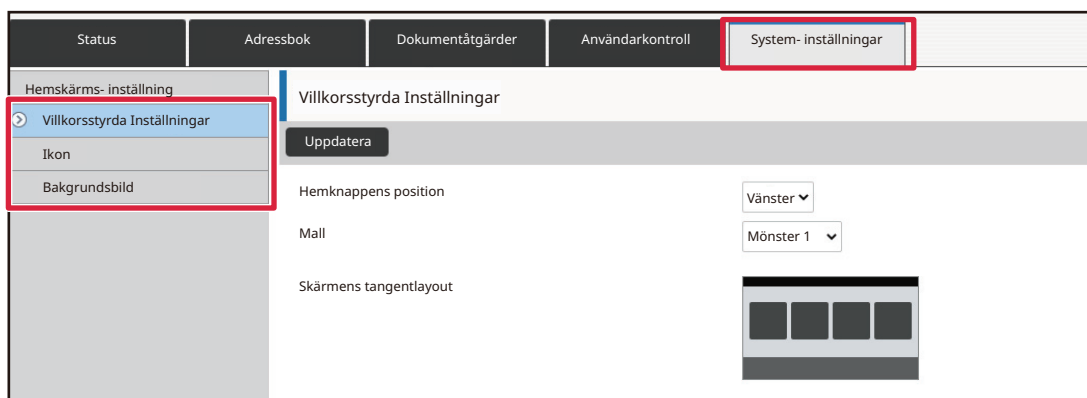 Status
Adressbok
Dokumentåtgärder
Användarkontroll
System- inställningar
Hemskärms- inställning
Villkorsstyrda Inställningar
Ikon
Bakgrundsbild
Villkorsstyrda Inställningar
Uppdatera
Hemknappens position
Vänster
Mall
Mönster 1
Skärmens tangentlayout